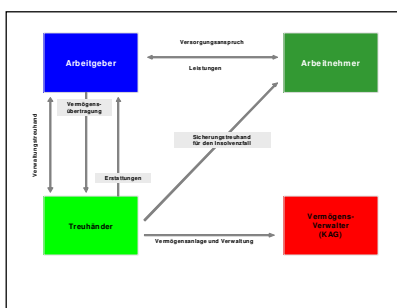 Versorgungsanspruch
Arbeitgeber
Arbeitnehmer
Leistungen
Vermögens-
übertragung
Verwaltungstreuhand
Sicherungstreuhand
für den Insolvenzfall
Erstattungen
Treuhänder
Vermögens-
Verwalter
(KAG)
Vermögensanlage und Verwaltung